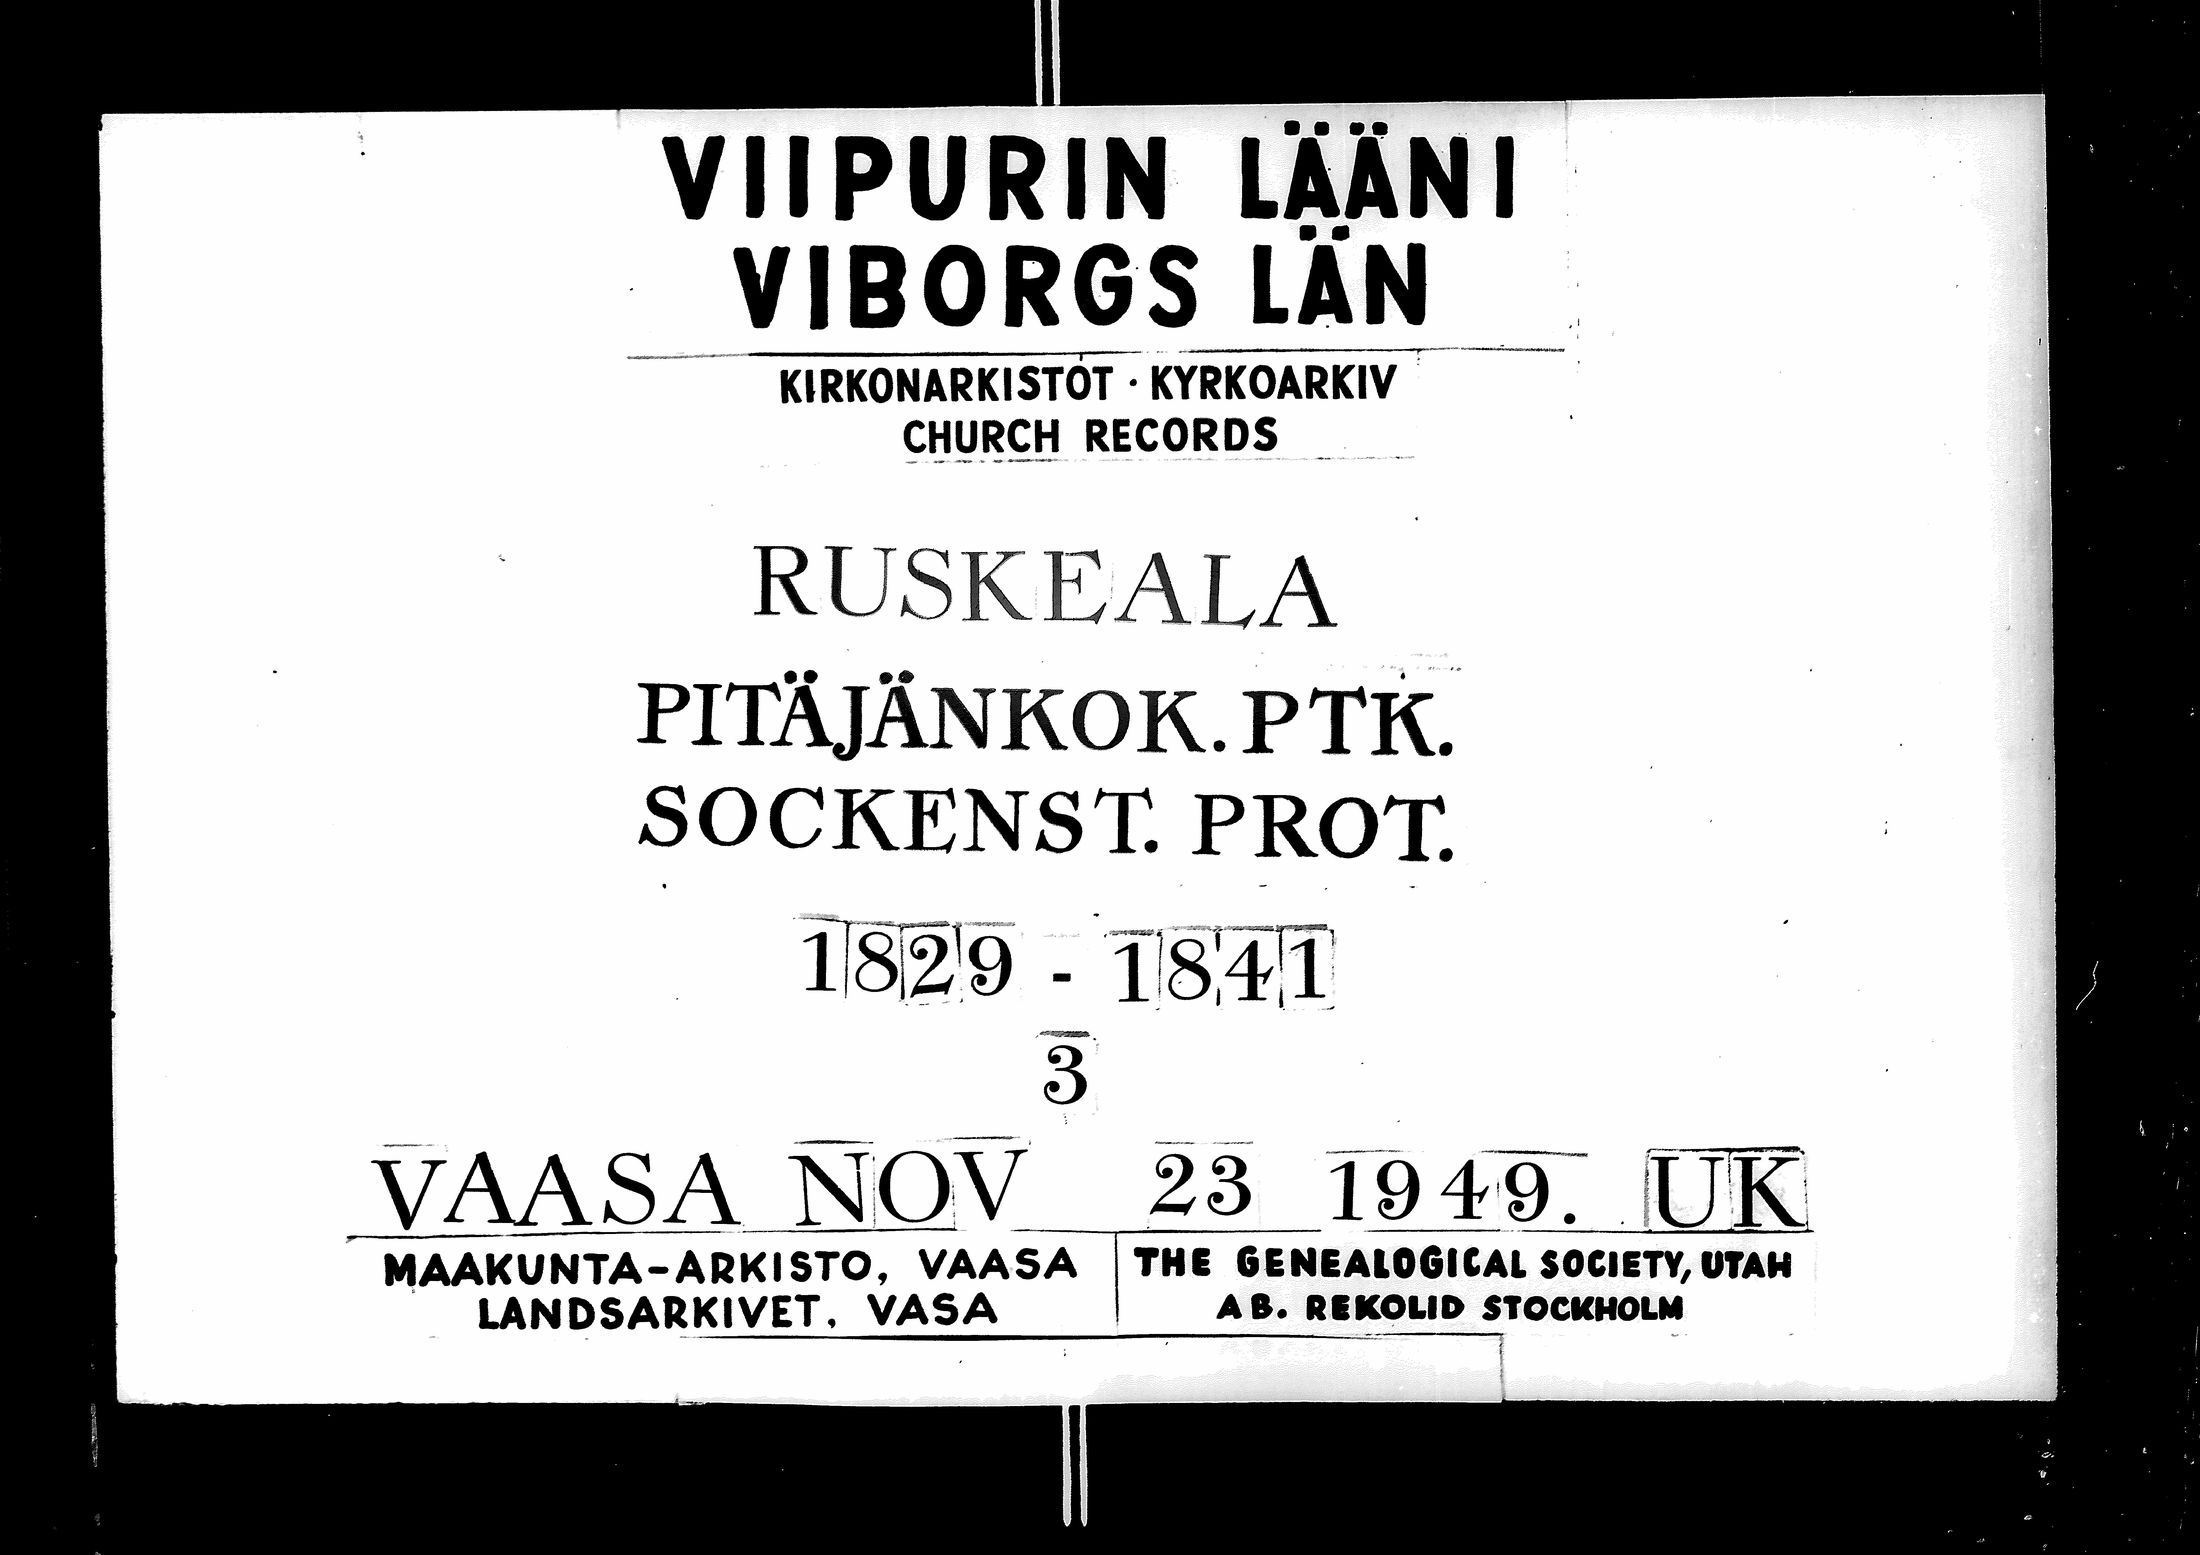 VIIPURIN LÄÄNI
VIBORGS LÄN
KIRKONARKISTOT · KYRKOARKIV
CHURCH RECORDS
RUSKEALA
PITÄJÄNKOK. PTK.
SOCKENST. PROT.
1829 - 1841
3
VAASA NOV 23 1949. UK
MAAKUNTA-ARKISTO, VAASA
LANDSARKIVET, VASA
THE GENEALOGICAL SOCIETY, UTAH
AB. REKOLID STOCKHOLM